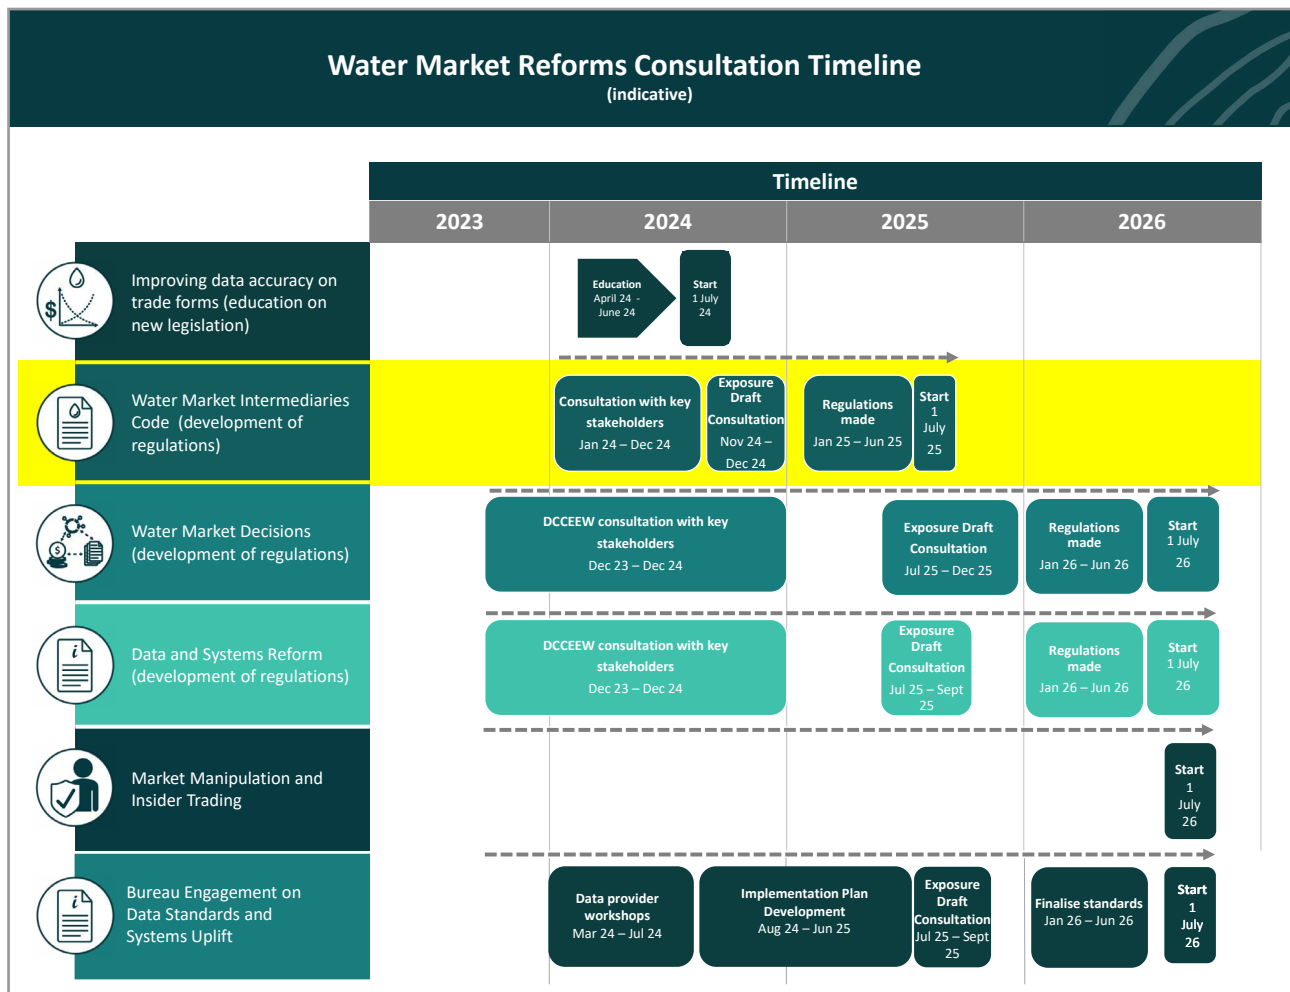 Water Market Reforms Consultation Timeline
(indicative)
Timeline
2023
2024
2025
2026
$
Improving data accuracy on
trade forms (education on
new legislation)
Education
April 24 -
June 24
Start
1 July
24
Water Market Intermediaries
Code (development of
regulations)
Consultation with key
stakeholders
Jan 24 – Dec 24
Exposure
Draft
Consultation
Nov 24 –
Dec 24
Regulations
made
Jan 25 – Jun 25
Start
1
July
25
$
Water Market Decisions
(development of regulations)
DCCEEW consultation with key
stakeholders
Dec 23 – Dec 24
Exposure Draft
Consultation
Jul 25 – Dec 25
Regulations
made
Jan 26 – Jun 26
Start
1 July
26
i
Data and Systems Reform
(development of regulations)
DCCEEW consultation with key
stakeholders
Dec 23 – Dec 24
Exposure
Draft
Consultation
Jul 25 – Sept
25
Regulations
made
Jan 26 – Jun 26
Start
1 July
26
Market Manipulation and
Insider Trading
Start
1
July
26
i
Bureau Engagement on
Data Standards and
Systems Uplift
Data provider
workshops
Mar 24 – Jul 24
Implementation Plan
Development
Aug 24 – Jun 25
Exposure
Draft
Consultation
Jul 25 – Sept
25
Finalise standards
Jan 26 – Jun 26
Start
1
July
26